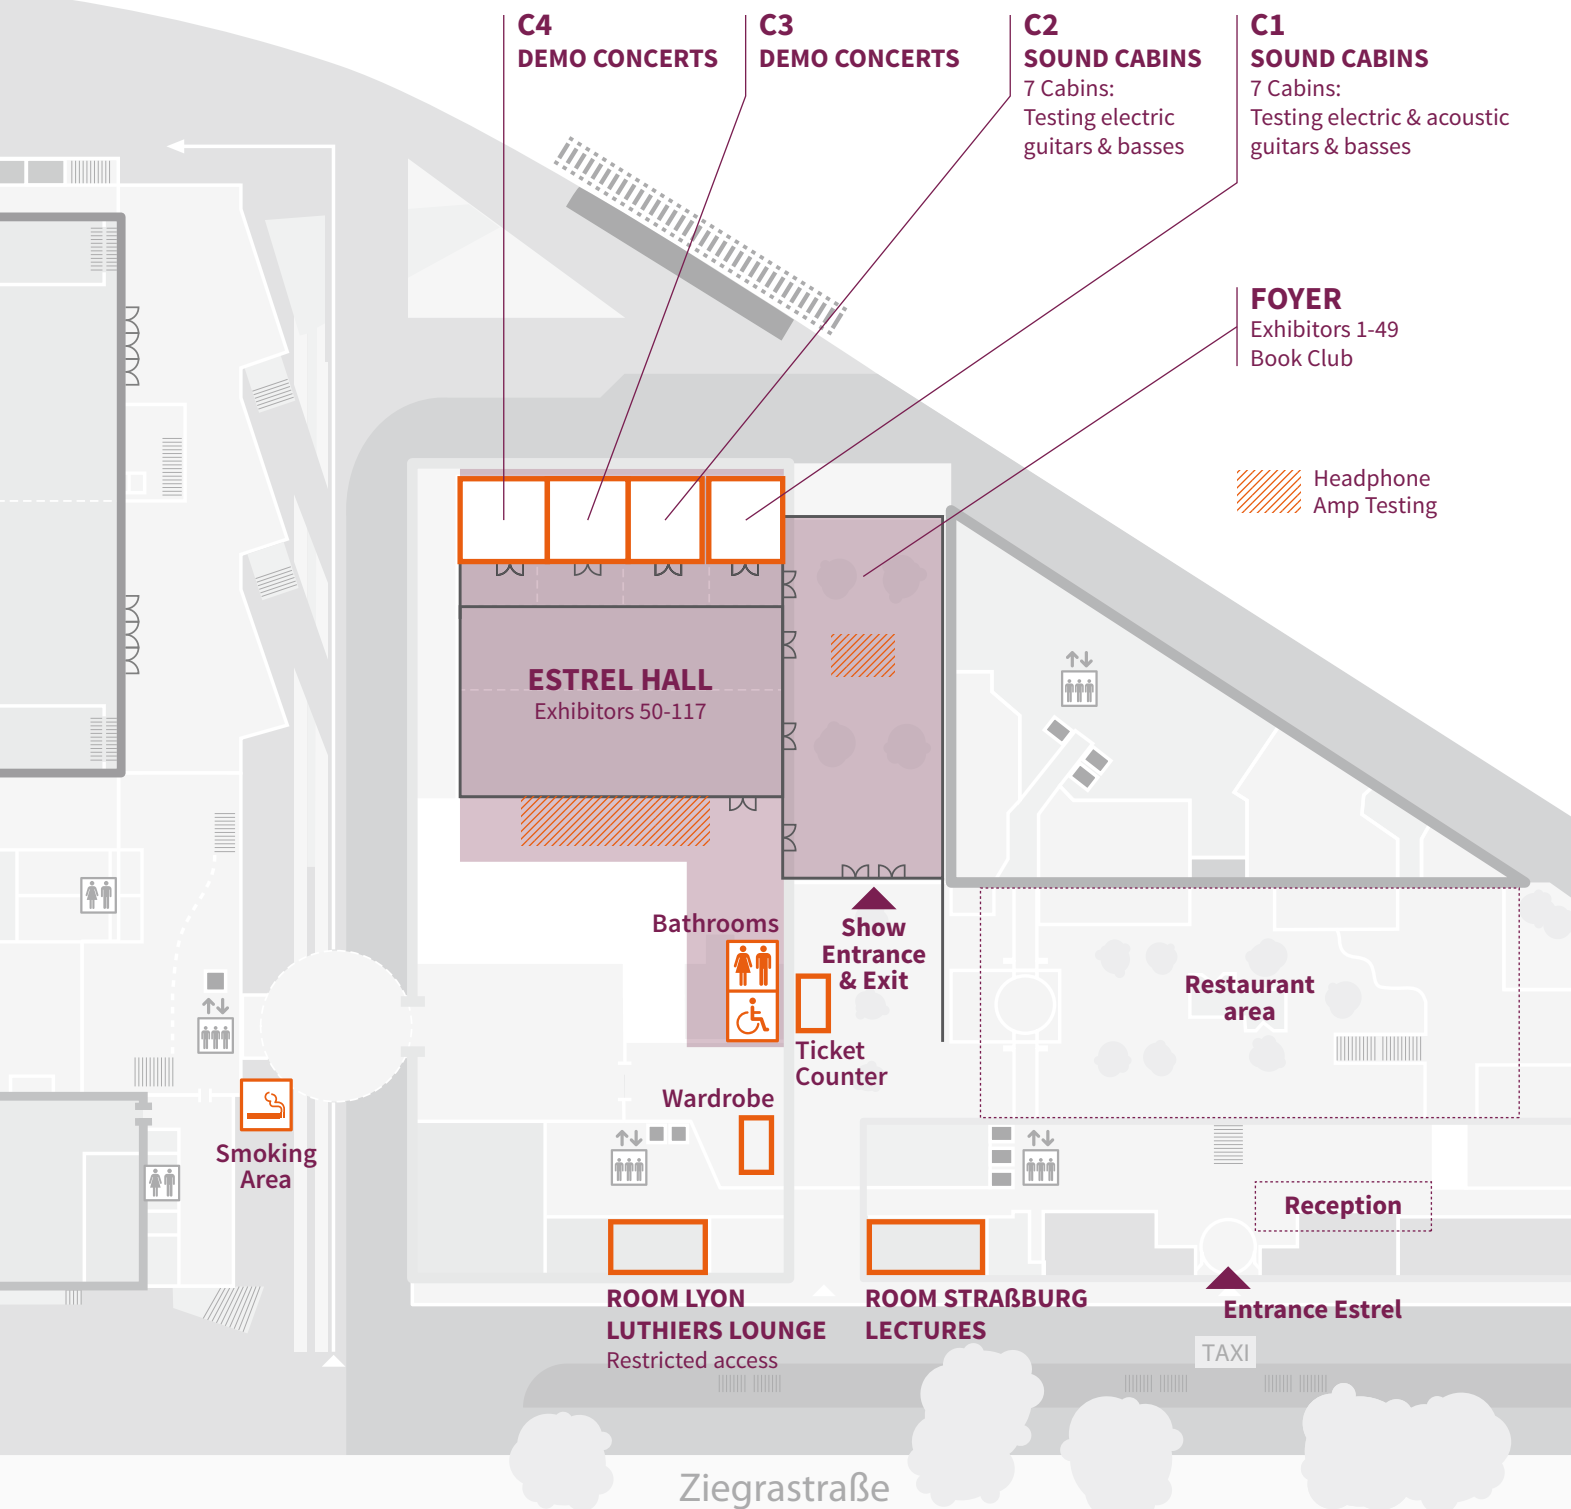 C4
DEMO CONCERTS
C3
DEMO CONCERTS
C2
SOUND CABINS
7 Cabins:
Testing electric
guitars & basses
C1
SOUND CABINS
7 Cabins:
Testing electric & acoustic
guitars & basses
FOYER
Exhibitors 1-49
Book Club
Headphone
Amp Testing
ESTREL HALL
Exhibitors 50-117
Bathrooms
Show
Entrance
& Exit
Restaurant
area
Ticket
Counter
Wardrobe
Smoking
Area
Reception
ROOM LYON
LUTHIERS LOUNGE
Restricted access
ROOM STRAßBURG
LECTURES
Entrance Estrel
TAXI
Ziegrastraße